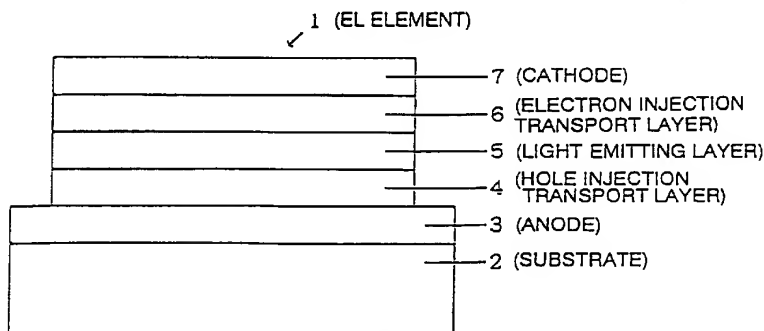 1 (EL ELEMENT)
7 (CATHODE)
6 (ELECTRON INJECTION
TRANSPORT LAYER)
5 (LIGHT EMITTING LAYER)
4 (HOLE INJECTION
TRANSPORT LAYER)
3 (ANODE)
2 (SUBSTRATE)